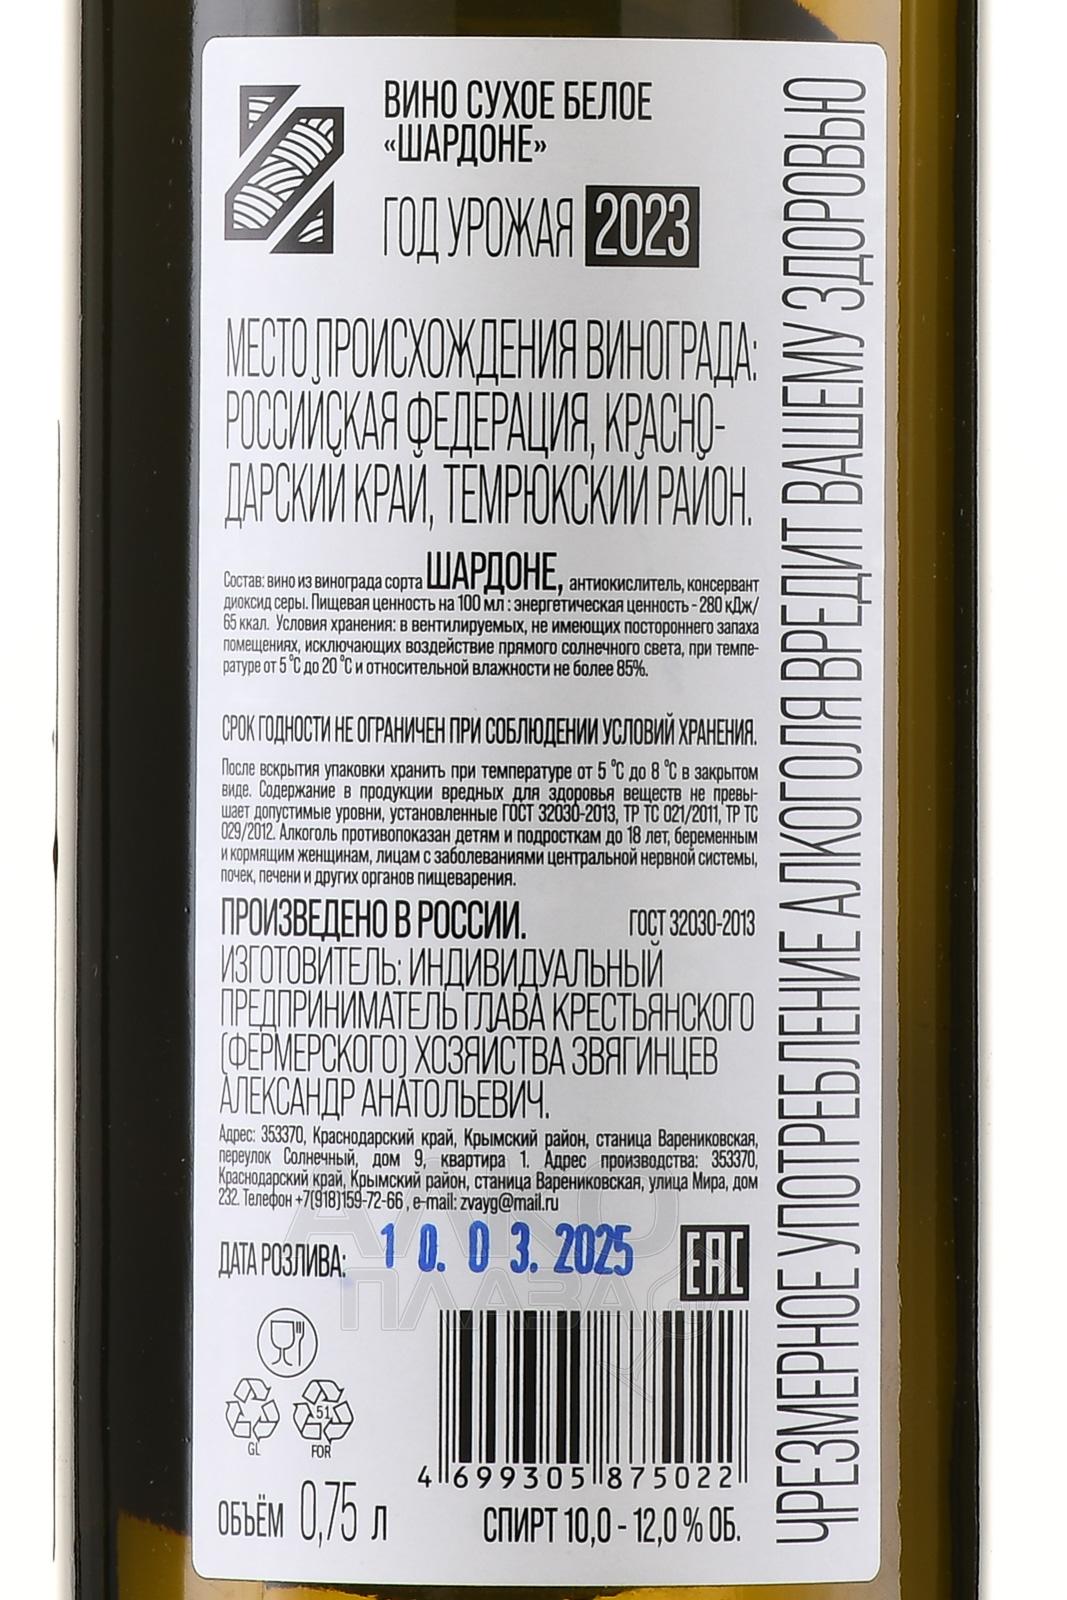 ВИНО СУХОЕ БЕЛОЕ
«ШАРДОНЕ»
ГОД УРОЖАЯ 2023
МЕСТО ПРОИСХОЖДЕНИЯ ВИНОГРАДА:
РОССИЙСКАЯ ФЕДЕРАЦИЯ, КРАСНО-
ДАРСКИЙ КРАЙ, ТЕМРЮКСКИЙ РАЙОН.
Состав: вино из винограда сорта ШАРДОНЕ, антиокислитель, консервант
диоксид серы. Пищевая ценность на 100 мл : энергетическая ценность - 280 кДж/
65 ккал. Условия хранения: в вентилируемых, не имеющих постороннего запаха
помещениях, исключающих воздействие прямого солнечного света, при темпе-
ратуре от 5 °С до 20 °С и относительной влажности не более 85%.
СРОК ГОДНОСТИ НЕ ОГРАНИЧЕН ПРИ СОБЛЮДЕНИИ УСЛОВИЙ ХРАНЕНИЯ.
После вскрытия упаковки хранить при температуре от 5 °С до 8 °С в закрытом
виде. Содержание в продукции вредных для здоровья веществ не превы-
шает допустимые уровни, установленные ГОСТ 32030-2013, ТР ТС 021/2011, ТР ТС
029/2012. Алкоголь противопоказан детям и подросткам до 18 лет, беременным
и кормящим женщинам, лицам с заболеваниями центральной нервной системы,
почек, печени и других органов пищеварения.
ПРОИЗВЕДЕНО В РОССИИ. ГОСТ 32030-2013
ИЗГОТОВИТЕЛЬ: ИНДИВИДУАЛЬНЫЙ
ПРЕДПРИНИМАТЕЛЬ ГЛАВА КРЕСТЬЯНСКОГО
(ФЕРМЕРСКОГО) ХОЗЯЙСТВА ЗВЯГИНЦЕВ
АЛЕКСАНДР АНАТОЛЬЕВИЧ.
Адрес: 353370, Краснодарский край, Крымский район, станица Варениковская,
переулок Солнечный, дом 9, квартира 1. Адрес производства: 353370,
Краснодарский край, Крымский район, станица Варениковская, улица Мира, дом
232. Телефон +7(918)159-72-66 , e-mail: zvayg@mail.ru
ДАТА РОЗЛИВА: 10.03.2025
ЕАС
АЛКО
ПЛАЗА
51
GL FOR
4 699305 875022
ОБЪЁМ 0,75 л СПИРТ 10,0 - 12,0 % ОБ.
ЧРЕЗМЕРНОЕ УПОТРЕБЛЕНИЕ АЛКОГОЛЯ ВРЕДИТ ВАШЕМУ ЗДОРОВЬЮ